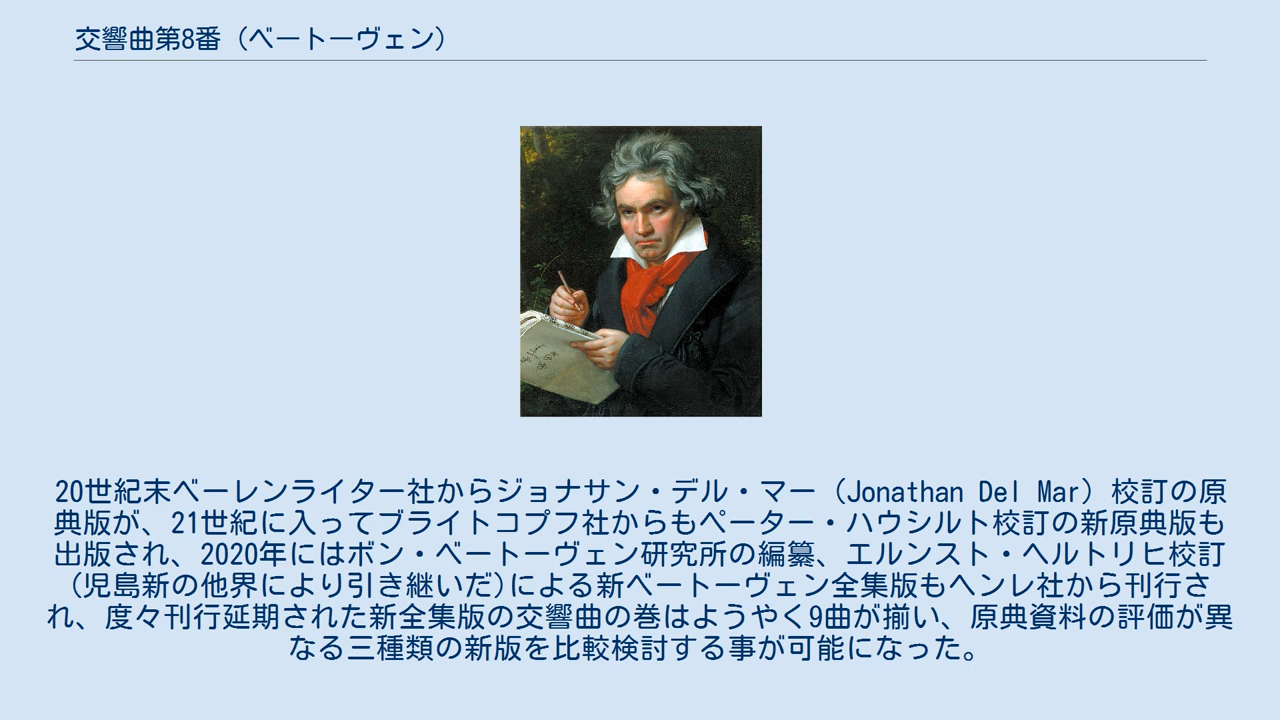 交響曲第8番（ベートーヴェン）
20世紀末ベーレンライター社からジョナサン・デル・マー（Jonathan Del Mar）校訂の原
典版が、21世紀に入ってブライトコプフ社からもペーター・ハウシルト校訂の新原典版も
出版され、2020年にはボン・ベートーヴェン研究所の編纂、エルンスト・ヘルトリヒ校訂
(児島新の他界により引き継いだ)による新ベートーヴェン全集版もヘンレ社から刊行さ
れ、度々刊行延期された新全集版の交響曲の巻はようやく9曲が揃い、原典資料の評価が異
なる三種類の新版を比較検討する事が可能になった。